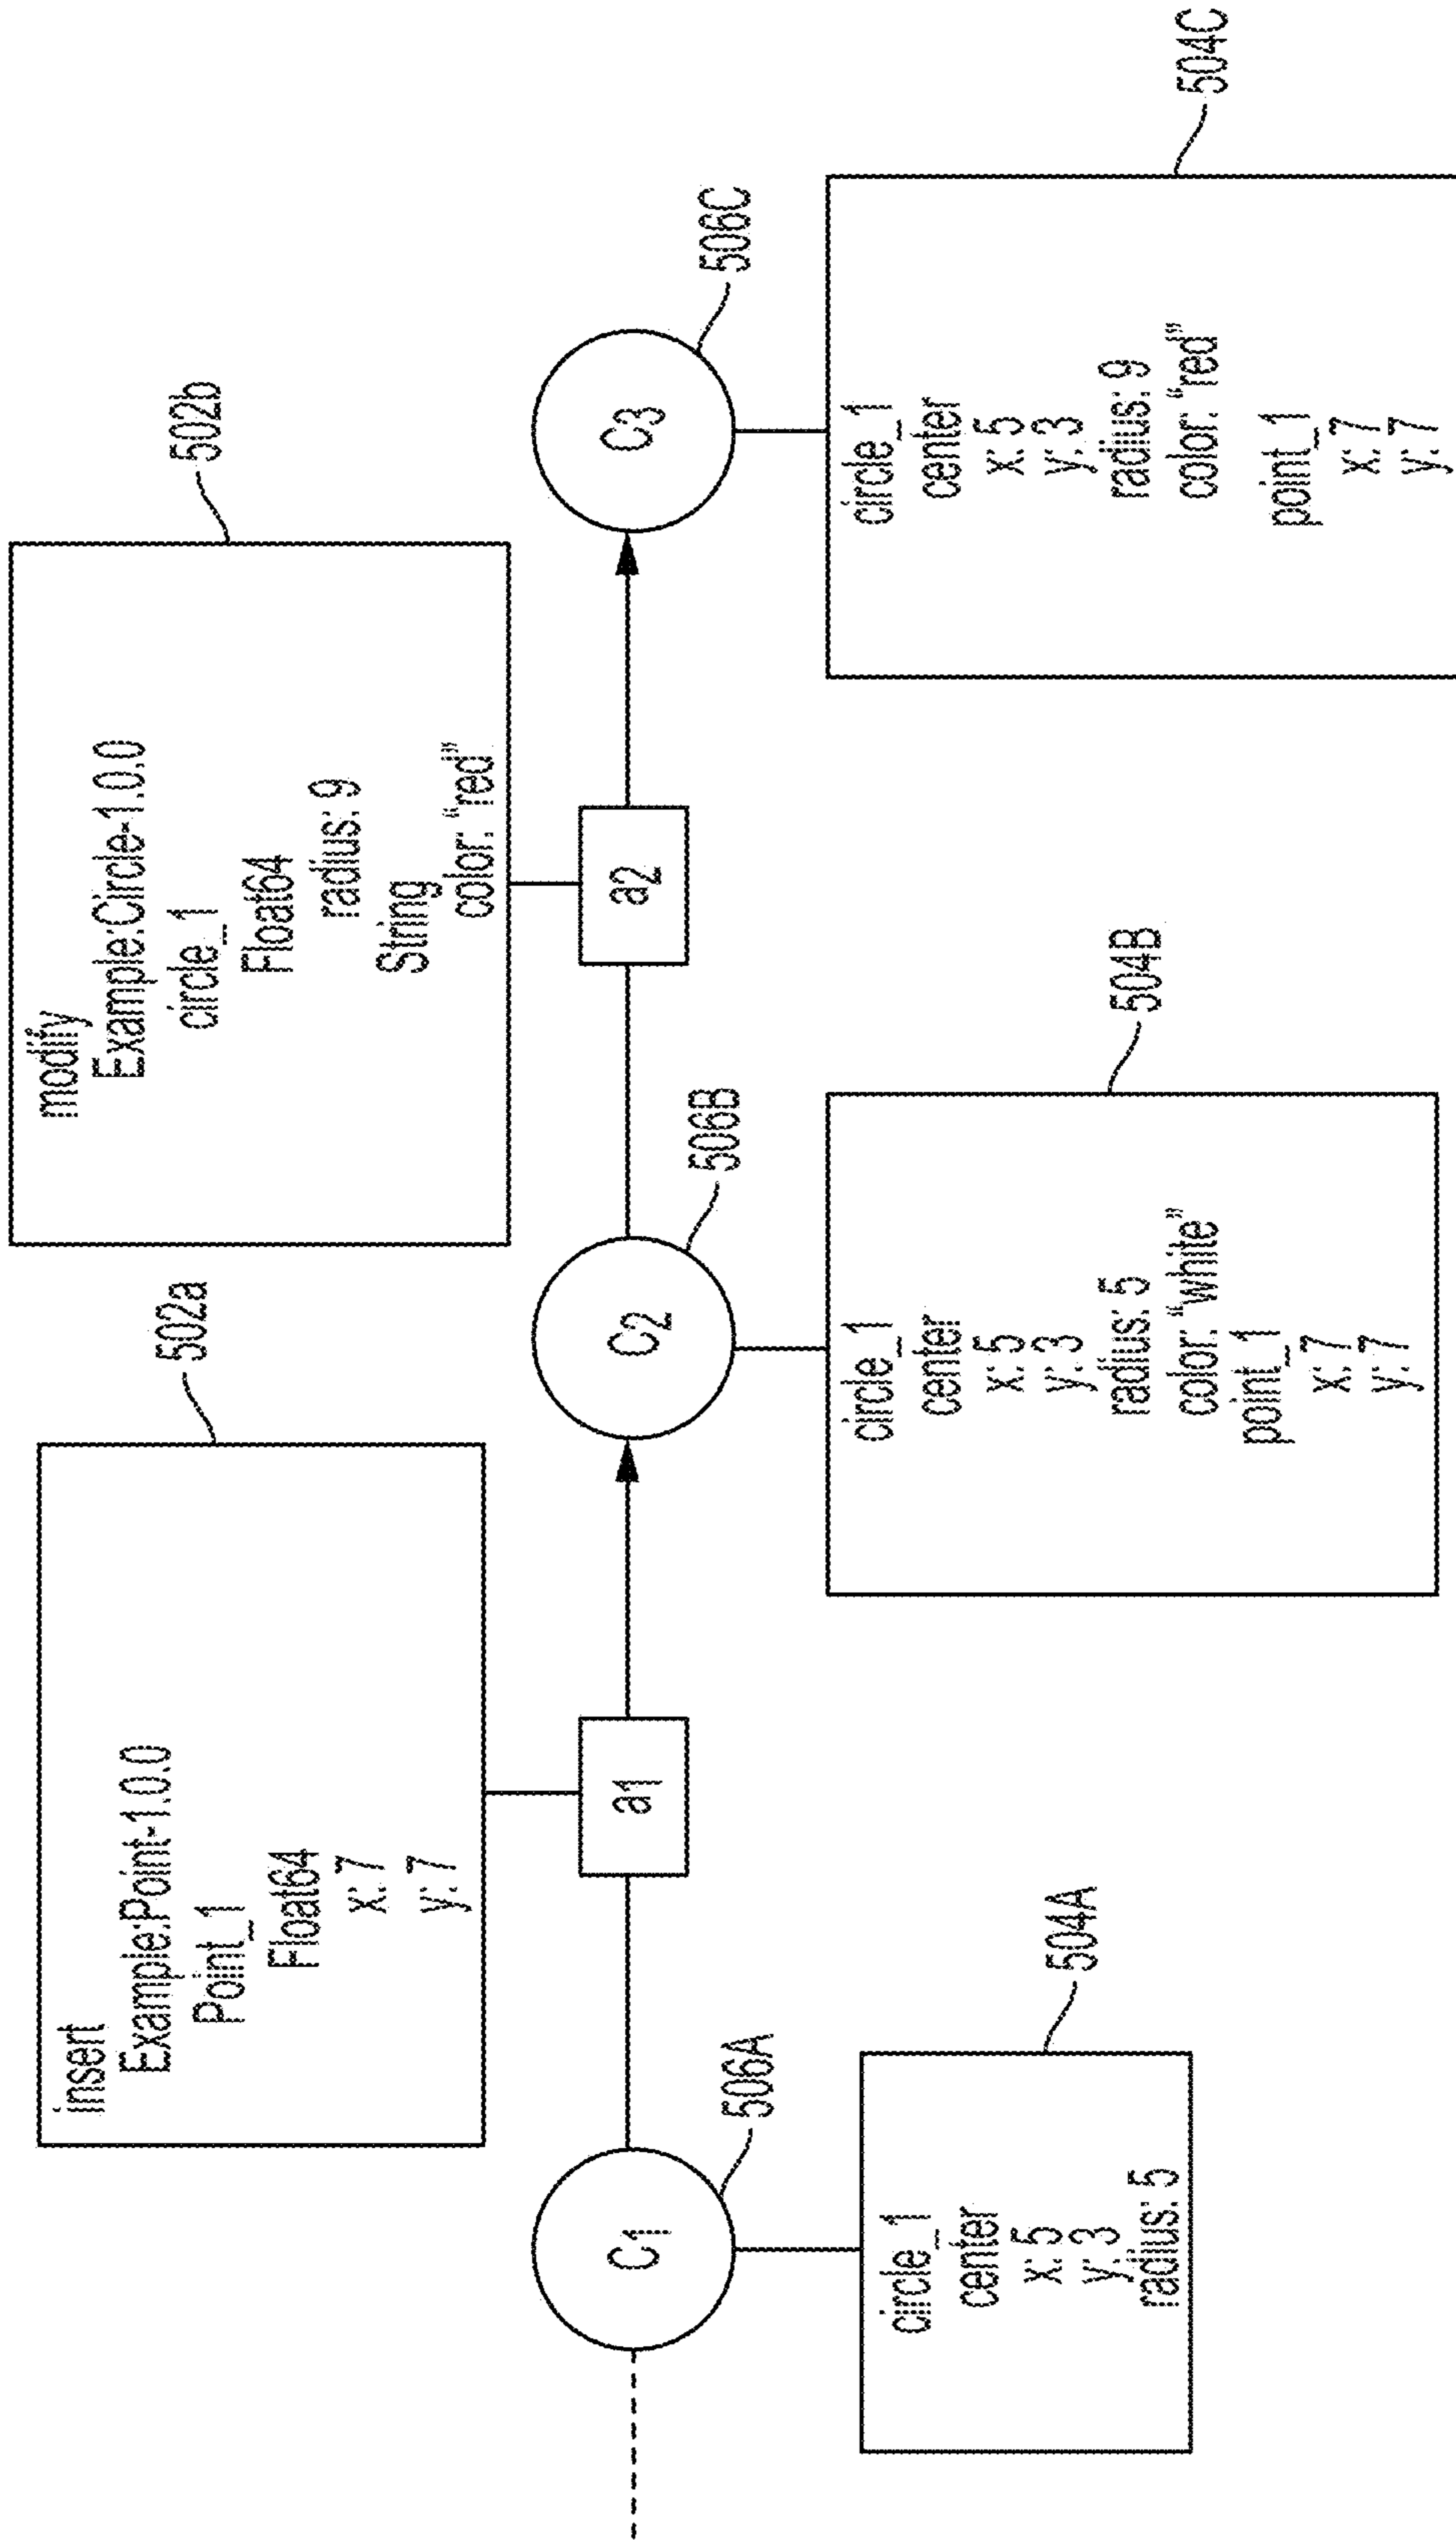 insert
Example:Point-1.0.0
Point_1
Float64
x: 7
y: 7
502a
modify
Example:Circle-1.0.0
circle_1
Float64
radius: 9
String
color: “red”
502b
C1
506A
a1
C2
506B
a2
C3
506C
circle_1
center
x: 5
y: 3
radius: 5
504A
circle_1
center
x: 5
y: 3
radius: 5
color: “white”
point_1
x: 7
y: 7
504B
circle_1
center
x: 5
y: 3
radius: 9
color: “red”
point_1
x: 7
y: 7
504C